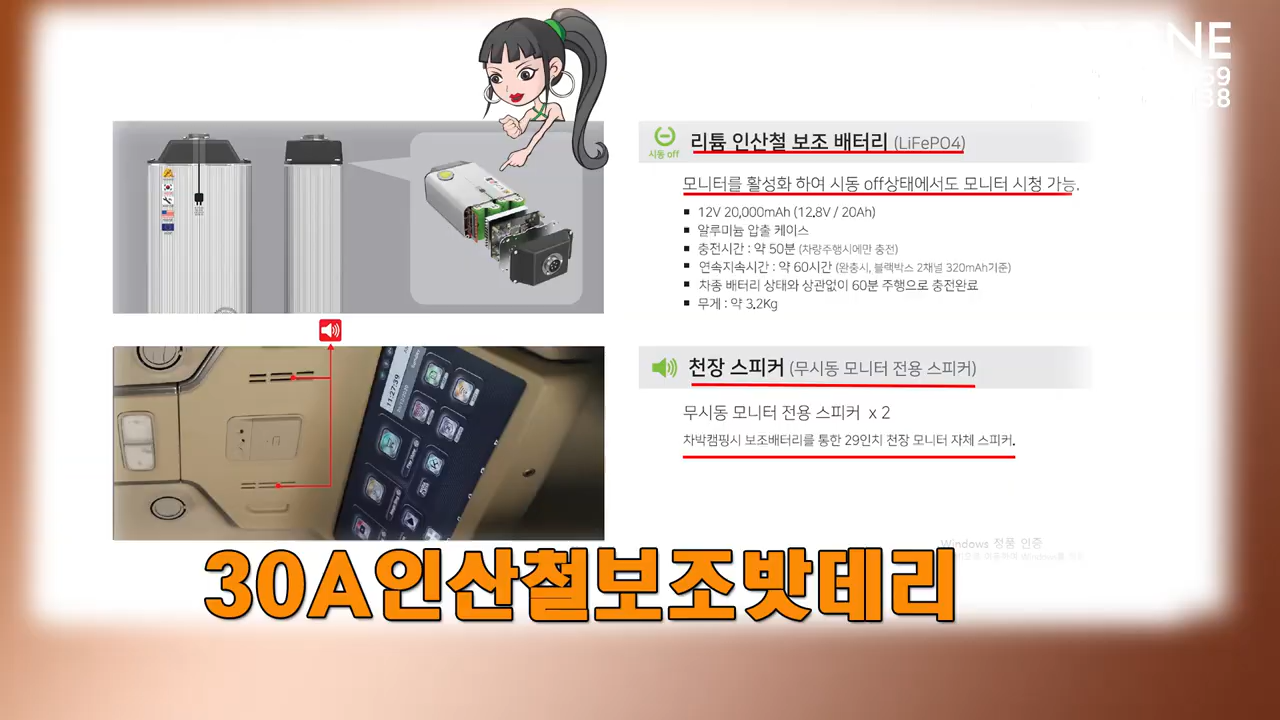 NE
59
38
시동 off
리튬 인산철 보조 배터리 (LiFePO4)
모니터를 활성화 하여 시동 off상태에서도 모니터 시청 가능.
▪ 12V 20,000mAh (12.8V / 20Ah)
▪ 알루미늄 압출 케이스
▪ 충전시간 : 약 50분 (차량주행시에만 충전)
▪ 연속지속시간 : 약 60시간 (완충시, 블랙박스 2채널 320mAh기준)
▪ 차종 배터리 상태와 상관없이 60분 주행으로 충전완료
▪ 무게 : 약 3.2Kg
천장 스피커 (무시동 모니터 전용 스피커)
무시동 모니터 전용 스피커 x 2
차박캠핑시 보조배터리를 통한 29인치 천장 모니터 자체 스피커.
11:27:39
Windows 정품 인증
30A인산철보조밧데리